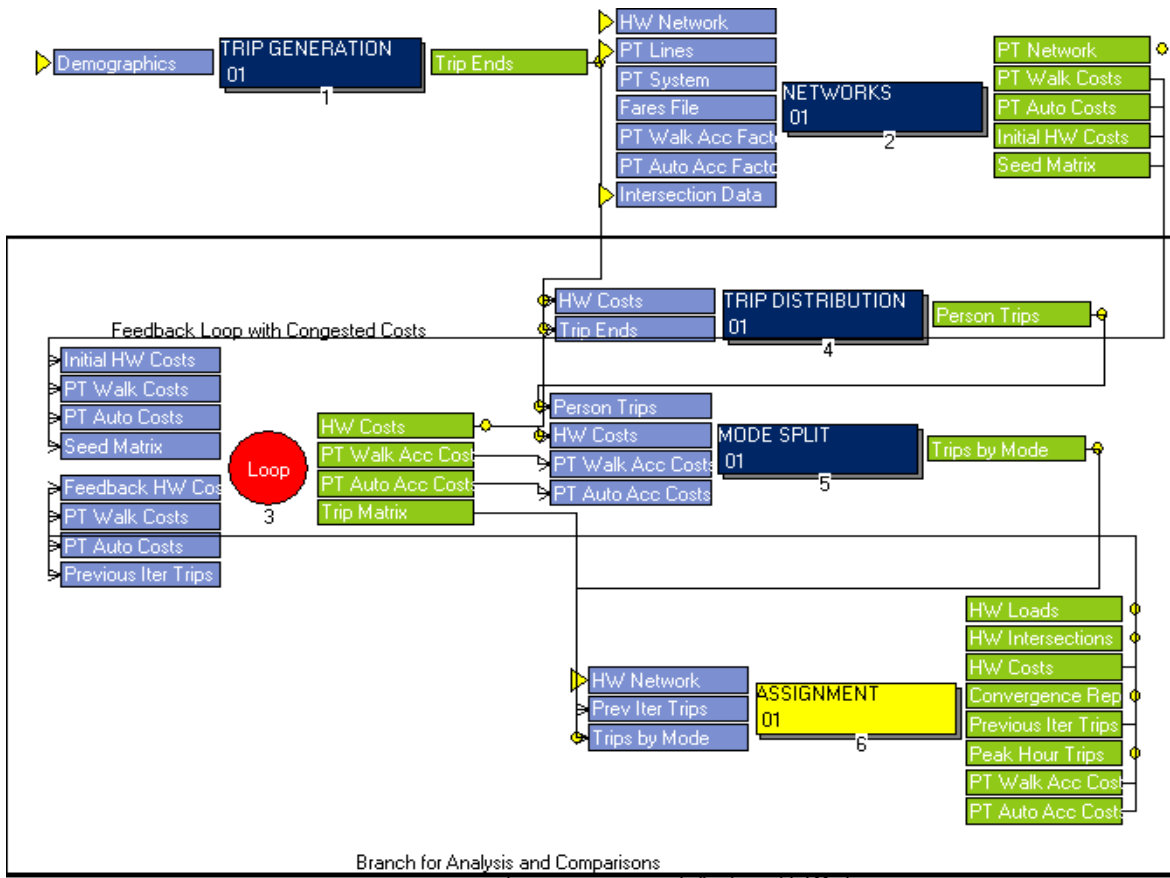 Demographics
TRIP GENERATION
01
1
Trip Ends
HW Network
PT Lines
PT System
Fares File
PT Walk Acc Fact
PT Auto Acc Facto
Intersection Data
NETWORKS
01
2
PT Network
PT Walk Costs
PT Auto Costs
Initial HW Costs
Seed Matrix
Feedback Loop with Congested Costs
HW Costs
Trip Ends
TRIP DISTRIBUTION
01
4
Person Trips
Initial HW Costs
PT Walk Costs
PT Auto Costs
Seed Matrix
Feedback HW Cos
PT Walk Costs
PT Auto Costs
Previous Iter Trips
Loop
3
HW Costs
PT Walk Acc Cost
PT Auto Acc Cost
Trip Matrix
Person Trips
HW Costs
PT Walk Acc Costs
PT Auto Acc Costs
MODE SPLIT
01
5
Trips by Mode
HW Network
Prev Iter Trips
Trips by Mode
ASSIGNMENT
01
6
HW Loads
HW Intersections
HW Costs
Convergence Rep
Previous Iter Trips
Peak Hour Trips
PT Walk Acc Cost
PT Auto Acc Cost
Branch for Analysis and Comparisons